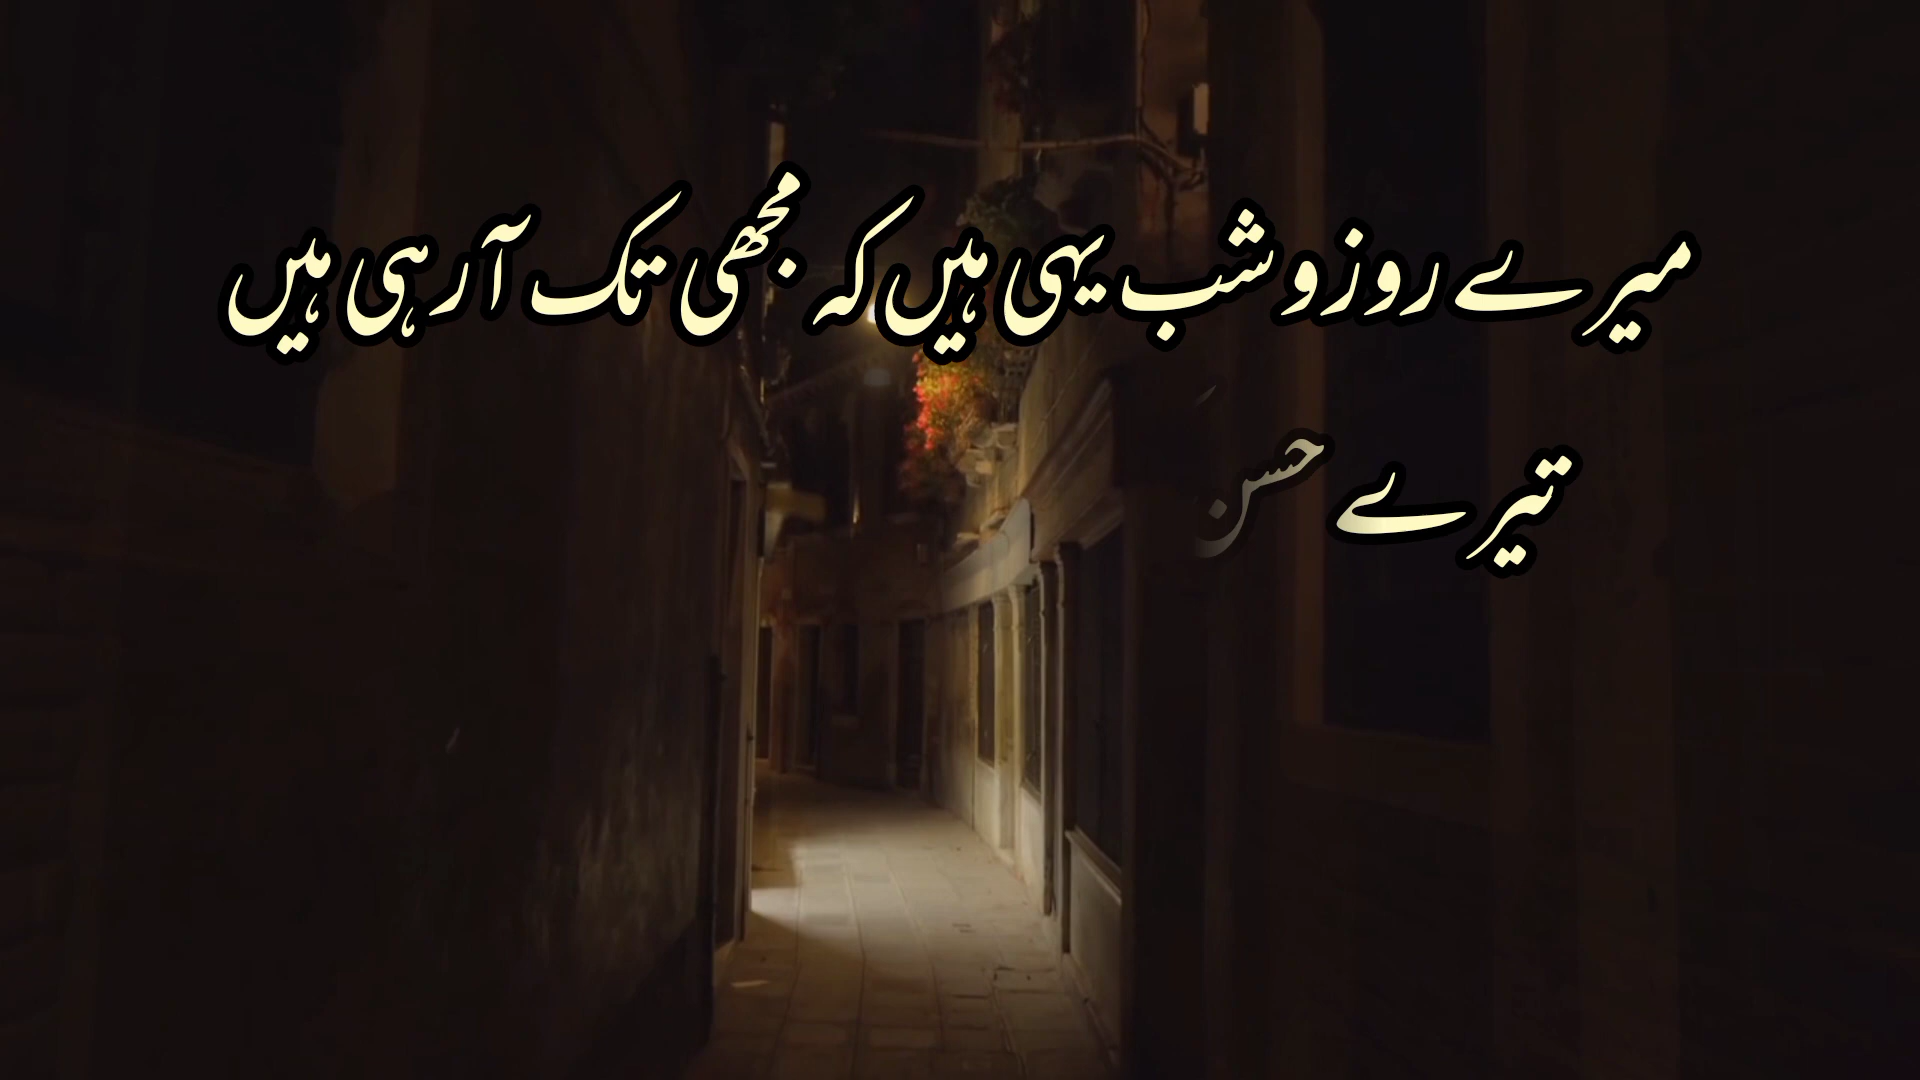 میرے روز و شب یہی ہیں کہ مجھی تک آ رہی ہیں
تیرے حسن